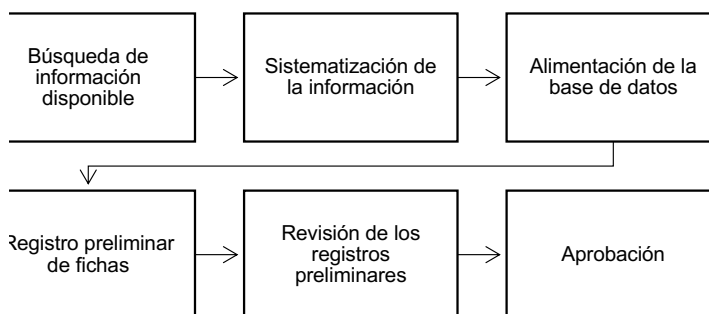 Búsqueda de
información
disponible
Sistematización de
la información
Alimentación de la
base de datos
Registro preliminar
de fichas
Revisión de los
registros
preliminares
Aprobación